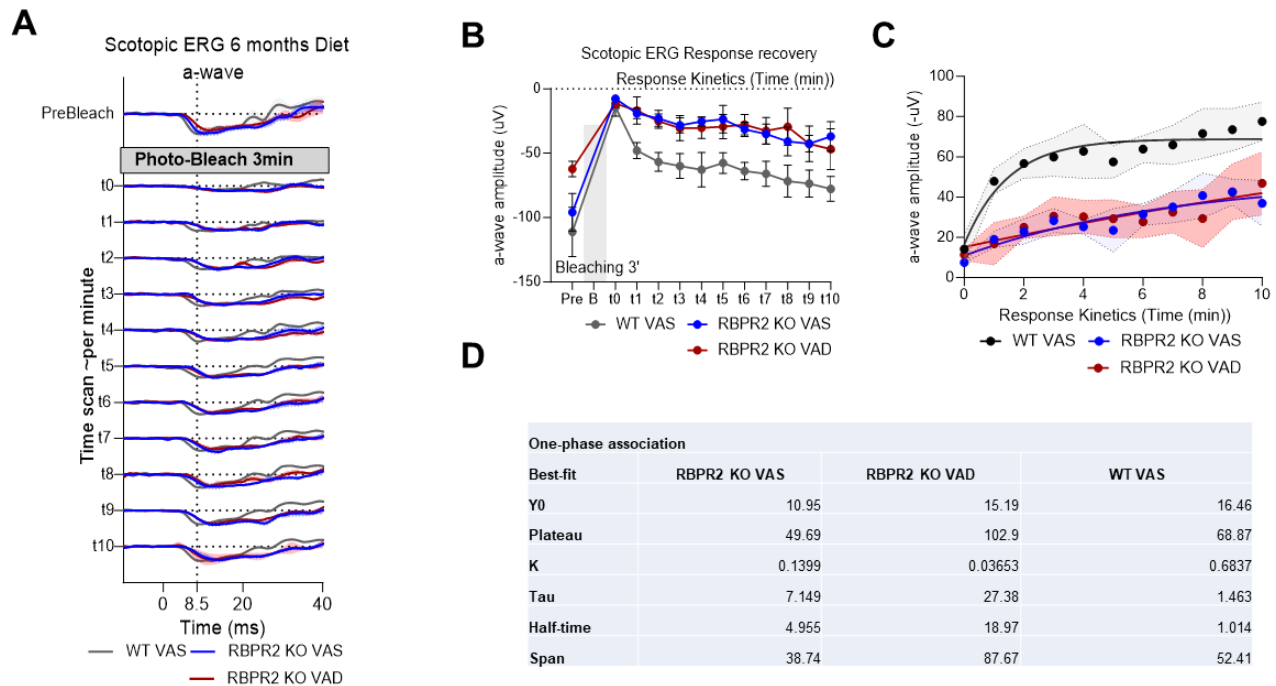 A
Scotopic ERG 6 months Diet
a-wave
PreBleach
Photo-Bleach 3min
t0
t1
t2
t3
t4
t5
t6
t7
t8
t9
t10
Time scan ~per minute
0 8.5 20 40
Time (ms)
WT VAS RBPR2 KO VAS
RBPR2 KO VAD
B
Scotopic ERG Response recovery
Response Kinetics (Time (min))
0
-50
-100
-150
a-wave amplitude (uV)
Bleaching 3'
Pre B t0 t1 t2 t3 t4 t5 t6 t7 t8 t9 t10
WT VAS RBPR2 KO VAS
RBPR2 KO VAD
C
100
80
60
40
20
0
a-wave amplitude (-uV)
0 2 4 6 8 10
Response Kinetics (Time (min))
WT VAS RBPR2 KO VAS
RBPR2 KO VAD
D
One-phase association
Best-fit RBPR2 KO VAS RBPR2 KO VAD WT VAS
Y0 10.95 15.19 16.46
Plateau 49.69 102.9 68.87
K 0.1399 0.03653 0.6837
Tau 7.149 27.38 1.463
Half-time 4.955 18.97 1.014
Span 38.74 87.67 52.41